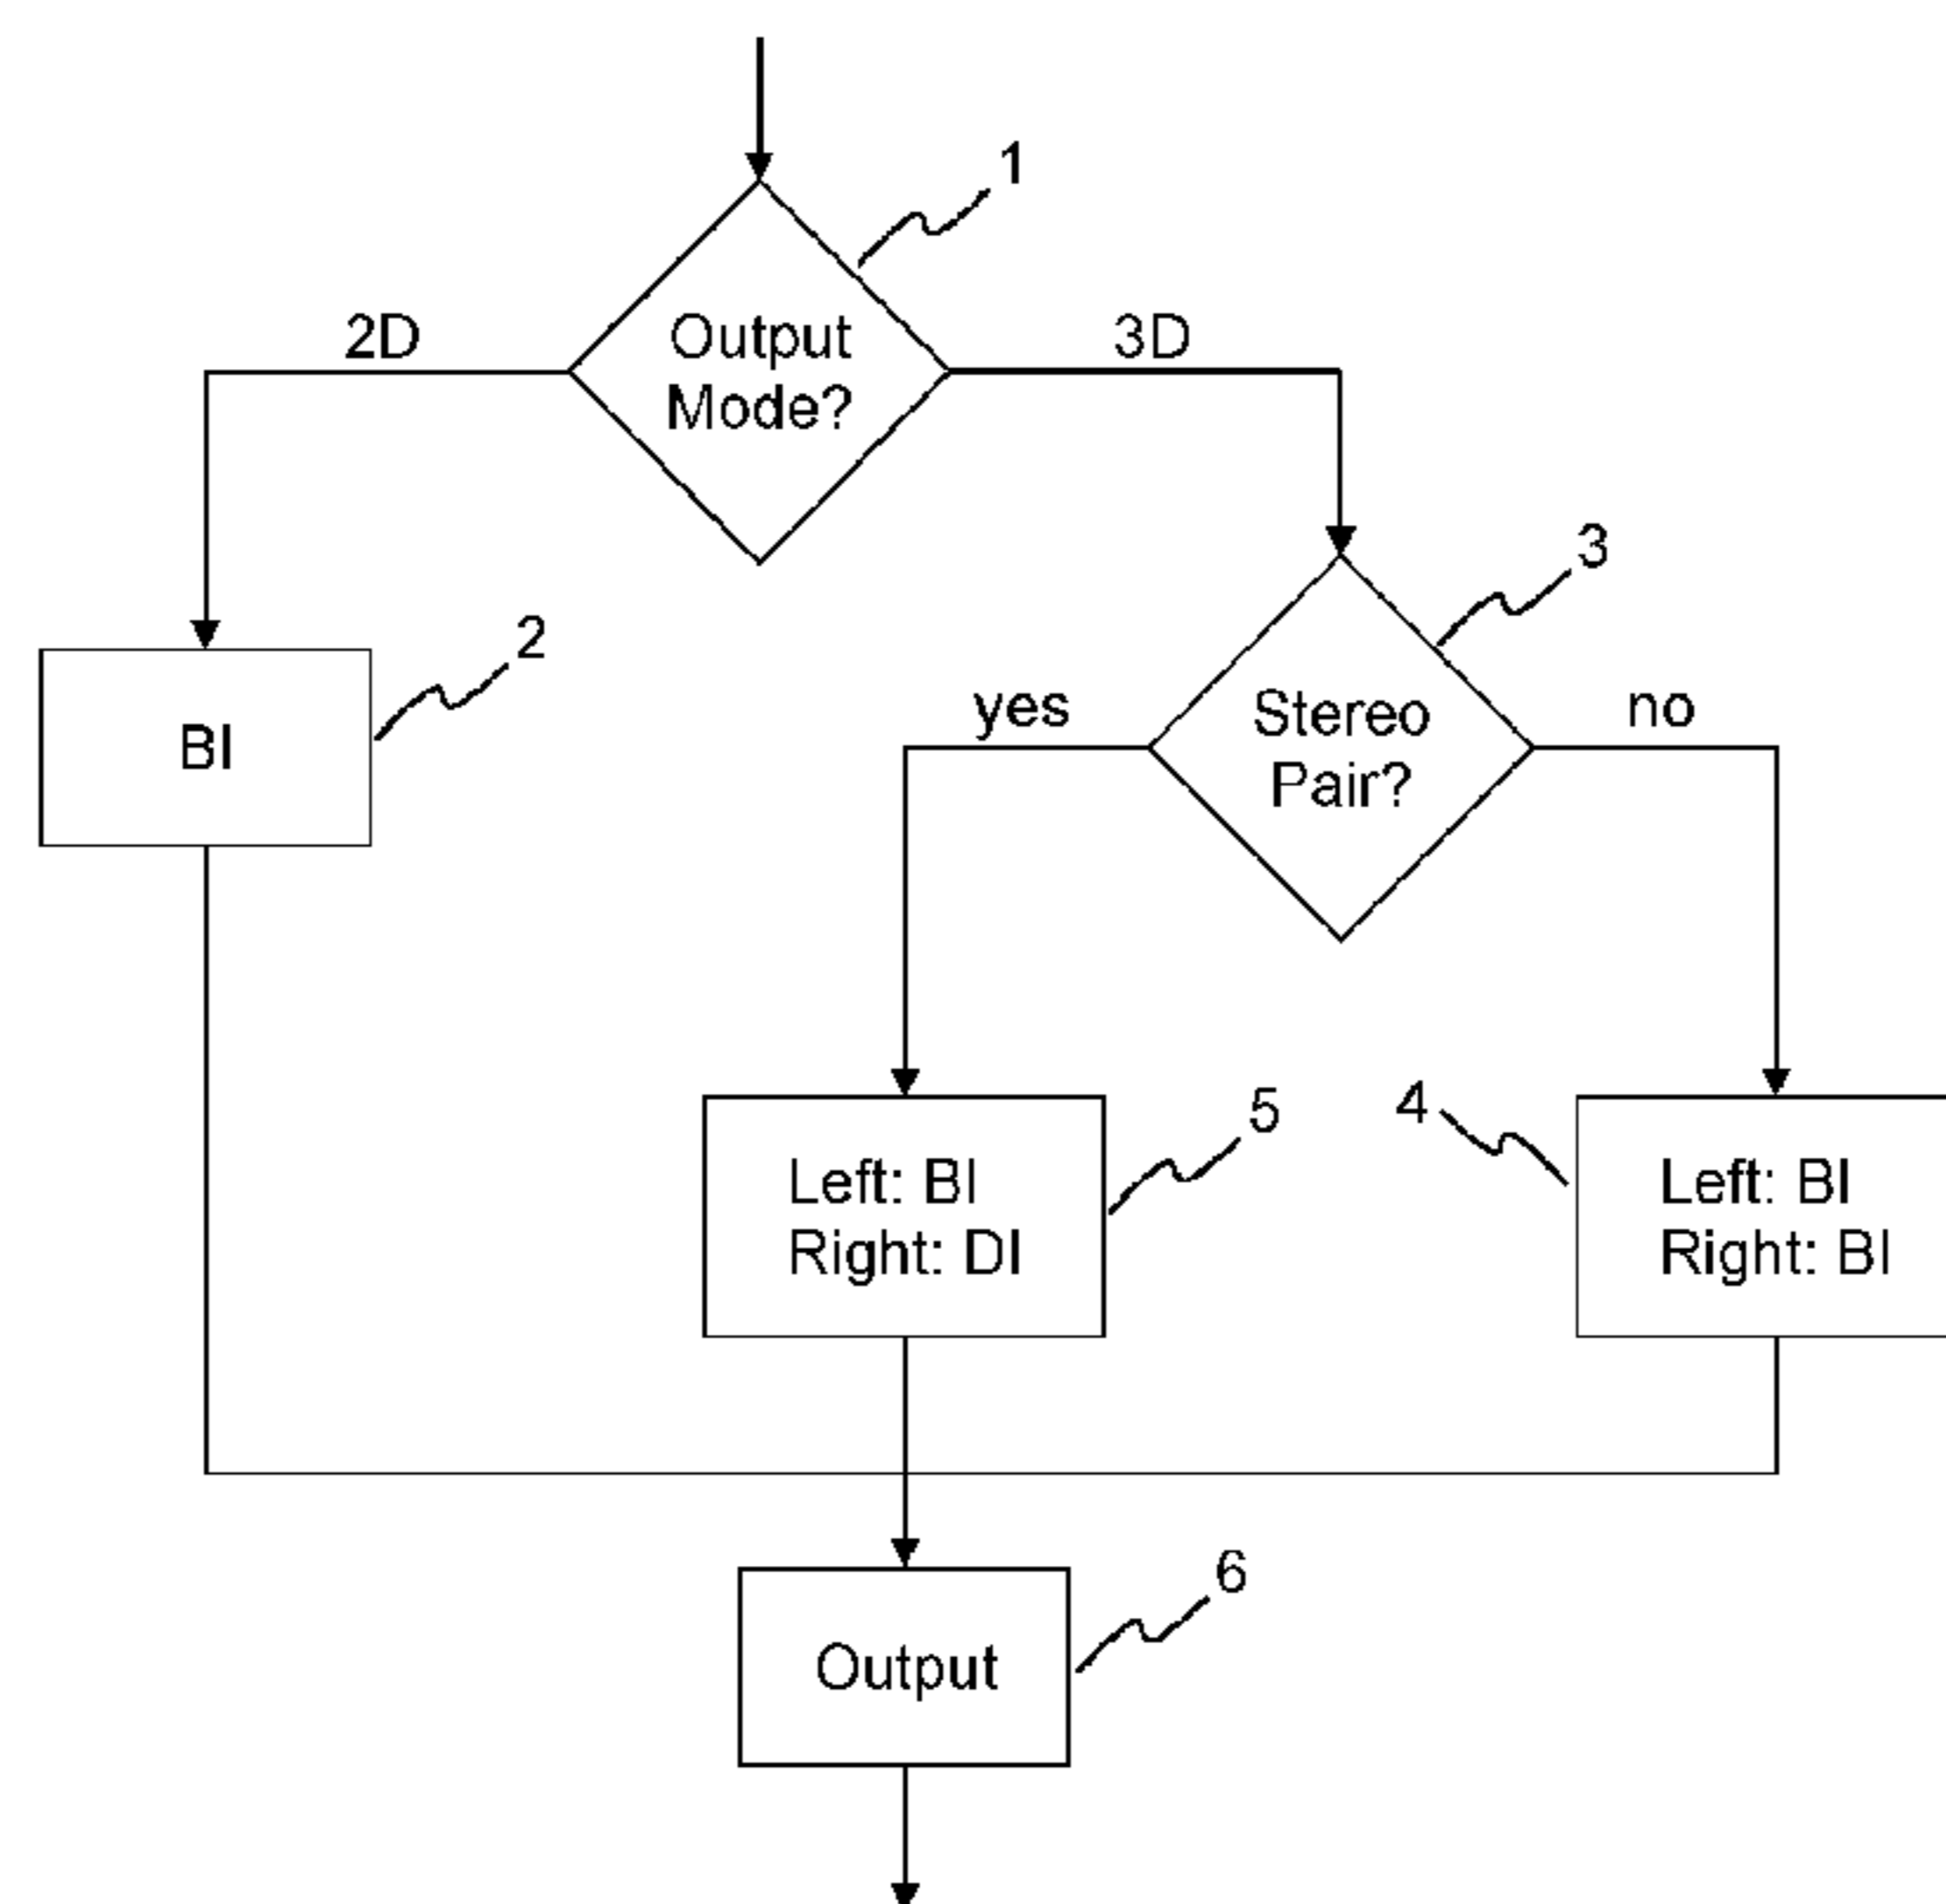 1
2D
Output
Mode?
3D
3
2
BI
yes
Stereo
Pair?
no
5
4
Left: BI
Right: DI
Left: BI
Right: BI
6
Output